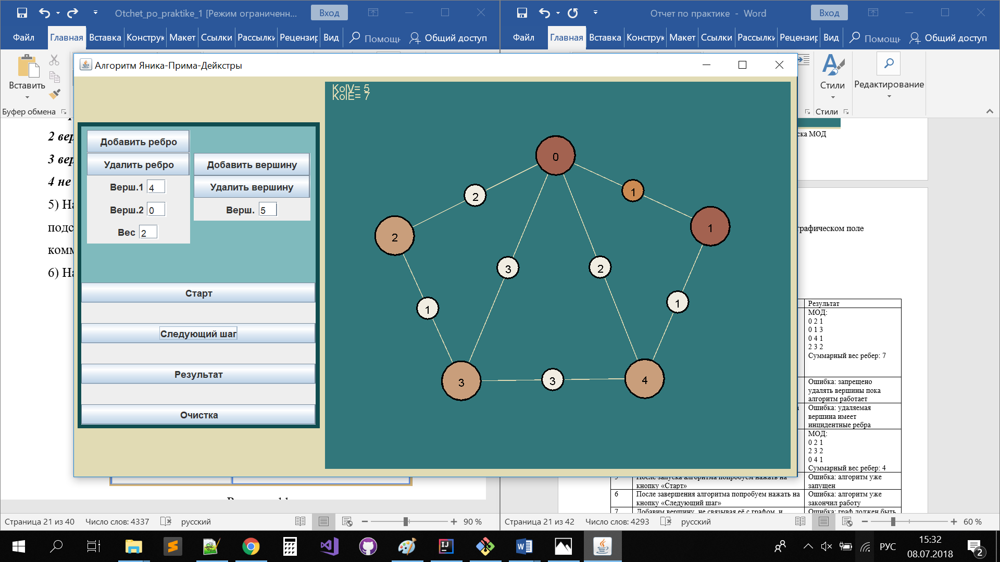 Otchet_po_praktike_1 [Режим ограниченн...
Вход
Отчет по практике - Word
Вход
Файл
Главная
Вставка
Конструк
Макет
Ссылки
Рассылки
Рецензир
Вид
Помощн
Общий доступ
Файл
Главная
Вставка
Конструк
Макет
Ссылки
Рассылки
Рецензир
Вид
Помощн
Общий доступ
Вставить
Буфер обмена
Стили
Редактирование
Стили
Алгоритм Яника-Прима-Дейкстры
Добавить ребро
Удалить ребро
Верш.1 4
Верш.2 0
Вес 2
Добавить вершину
Удалить вершину
Верш. 5
Старт
Следующий шаг
Результат
Очистка
KolV= 5
KolE= 7
0
2
1
1
2
3
2
1
1
3
3
4
2 вер
3 вер
4 не
5) На
подс
комм
6) На
ска МОД
графическом поле
Результат
МОД:
0 2 1
0 1 3
0 4 1
2 3 2
Суммарный вес ребер: 7
Ошибка: запрещено
удалять вершины пока
алгоритм работает
Ошибка: удаляемая
вершина имеет
инцидентные ребра
МОД:
0 2 1
2 3 2
0 4 1
Суммарный вес ребер: 4
После запуска алгоритма попробуем нажать на
кнопку «Старт»
Ошибка: алгоритм уже
запущен
6
После завершения алгоритма попробуем нажать на
кнопку «Следующий шаг»
Ошибка: алгоритм уже
закончил работу
7
Добавим вершину, не связывая её с графом, и
Ошибка: граф должен быть
Страница 21 из 40
Число слов: 4337
русский
90 %
Страница 21 из 42
Число слов: 4293
русский
60 %
РУС
15:32
08.07.2018
2